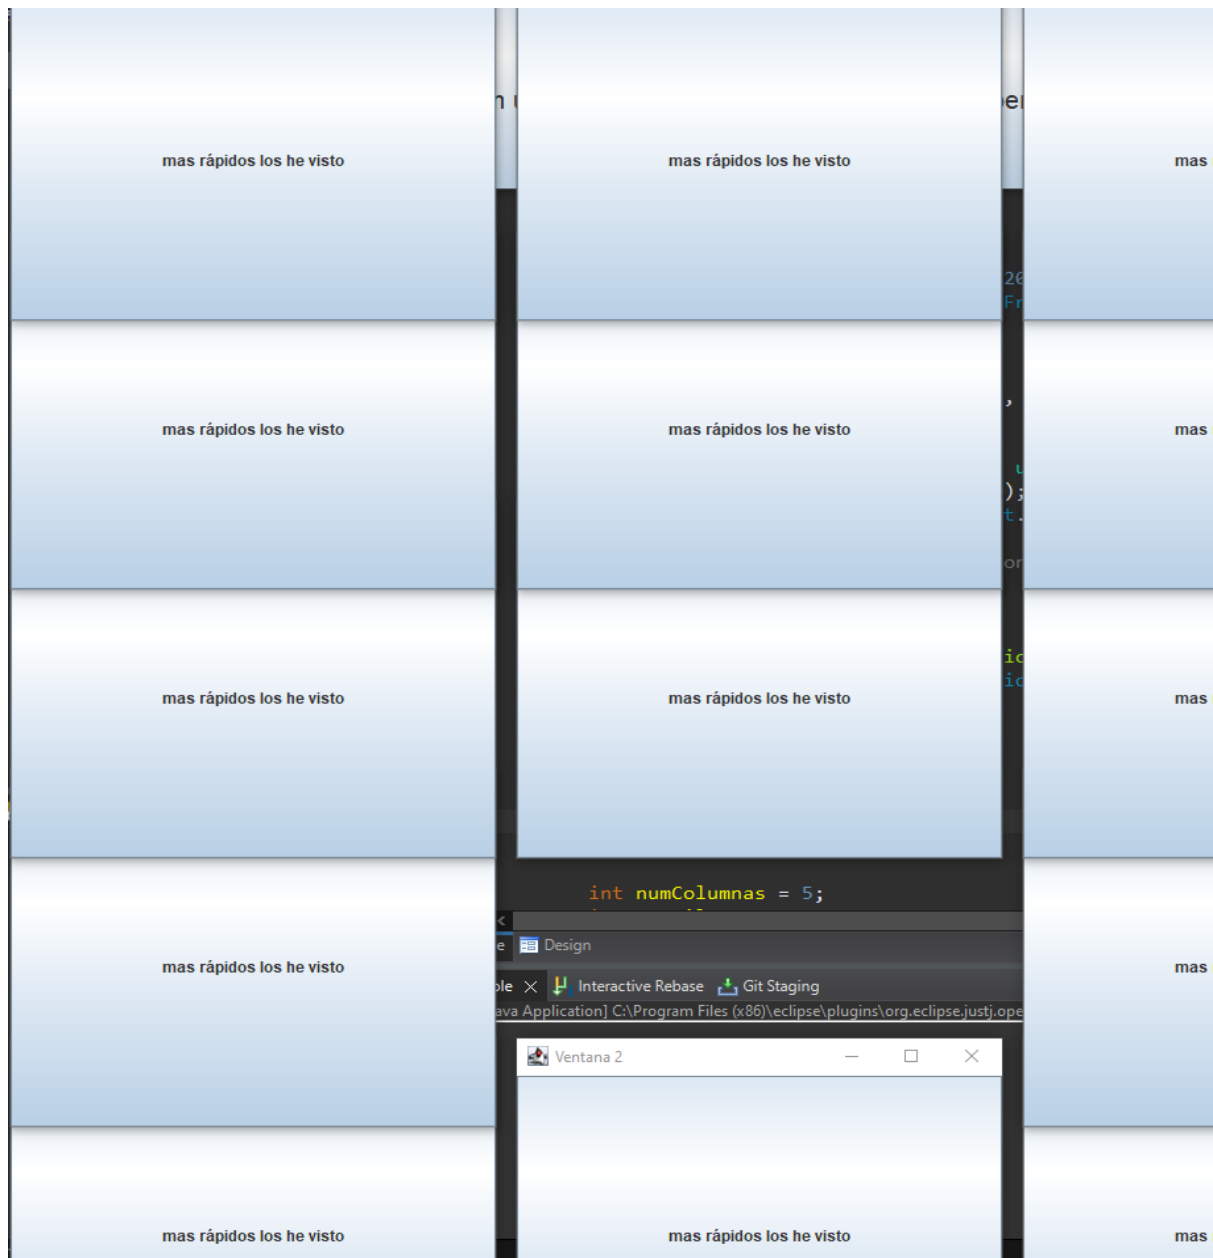 mas rápidos los he visto
mas rápidos los he visto
mas
mas rápidos los he visto
mas rápidos los he visto
mas
mas rápidos los he visto
mas rápidos los he visto
mas
int numColumnas = 5;
Design
mas rápidos los he visto
mas
Interactive Rebase
Git Staging
ava Application] C:\Program Files (x86)\eclipse\plugins\org.eclipse.justj.ope
Ventana 2
mas rápidos los he visto
mas rápidos los he visto
mas